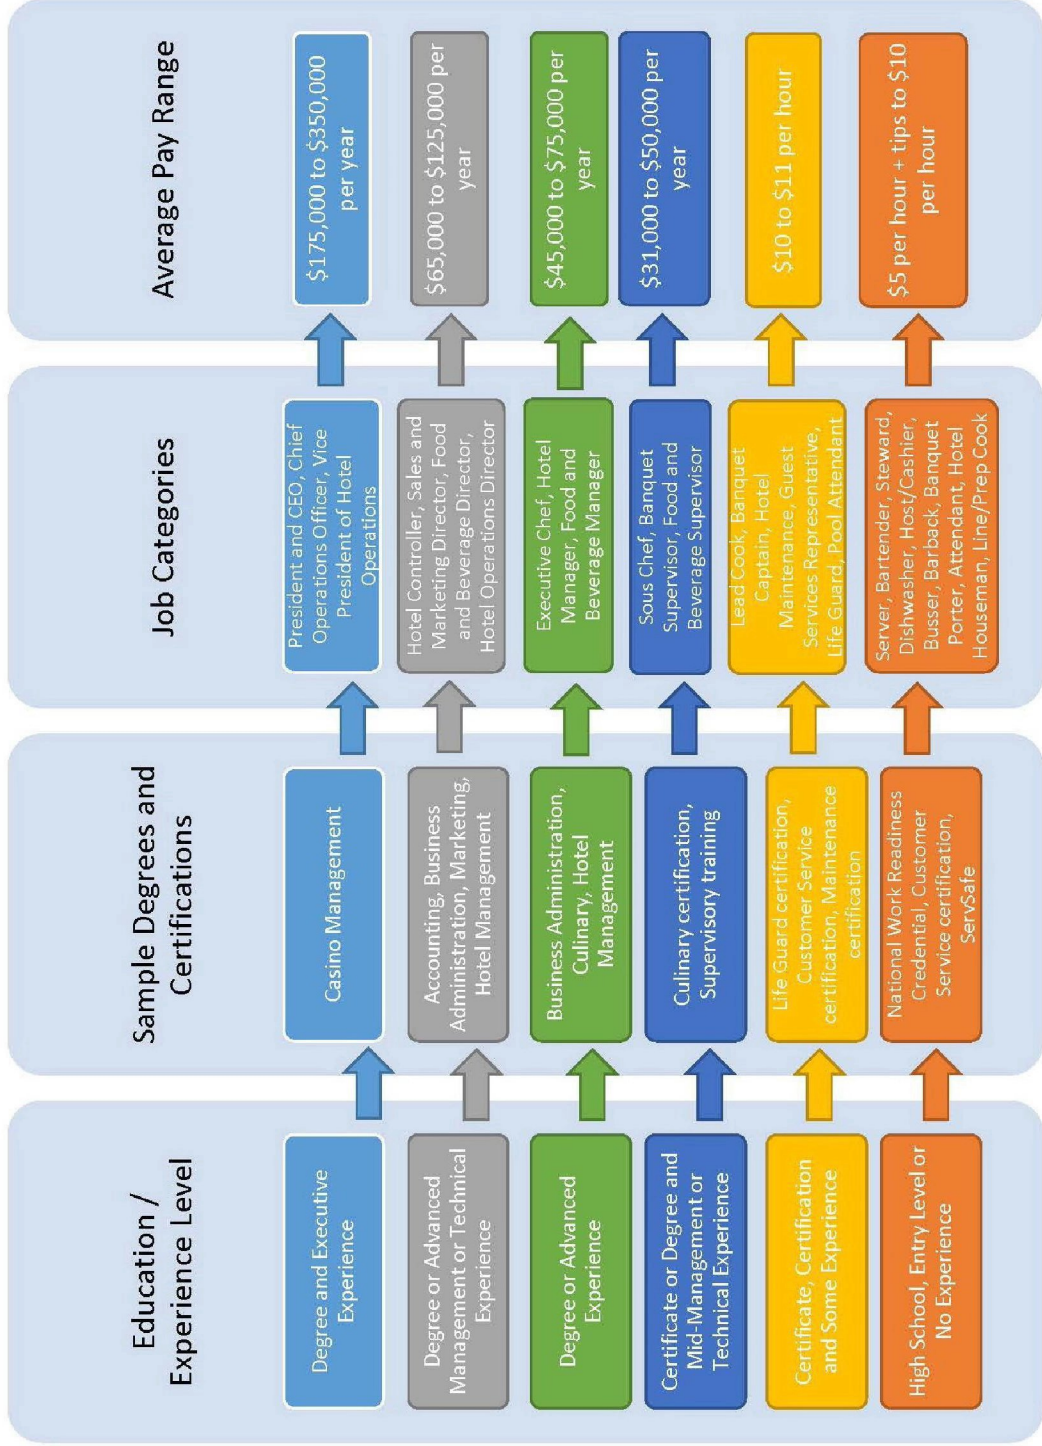 Education /
Experience Level
Degree and Executive
Experience
Degree or Advanced
Management or Technical
Experience
Degree or Advanced
Experience
Certificate or Degree and
Mid-Management or
Technical Experience
Certificate, Certification
and Some Experience
High School, Entry Level or
No Experience
Sample Degrees and
Certifications
Casino Management
Accounting, Business
Administration, Marketing,
Hotel Management
Business Administration,
Culinary, Hotel
Management
Culinary certification,
Supervisory training
Life Guard certification,
Customer Service
certification, Maintenance
certification
National Work Readiness
Credential, Customer
Service certification,
ServSafe
Job Categories
President and CEO, Chief
Operations Officer, Vice
President of Hotel
Operations
Hotel Controller, Sales and
Marketing Director, Food
and Beverage Director,
Hotel Operations Director
Executive Chef, Hotel
Manager, Food and
Beverage Manager
Sous Chef, Banquet
Supervisor, Food and
Beverage Supervisor
Lead Cook, Banquet
Captain, Hotel
Maintenance, Guest
Services Representative,
Life Guard, Pool Attendant
Server, Bartender, Steward,
Dishwasher, Host/Cashier,
Busser, Barback, Banquet
Porter, Attendant, Hotel
Houseman, Line/Prep Cook
Average Pay Range
$175,000 to $350,000
per year
$65,000 to $125,000 per
year
$45,000 to $75,000 per
year
$31,000 to $50,000 per
year
$10 to $11 per hour
$5 per hour + tips to $10
per hour